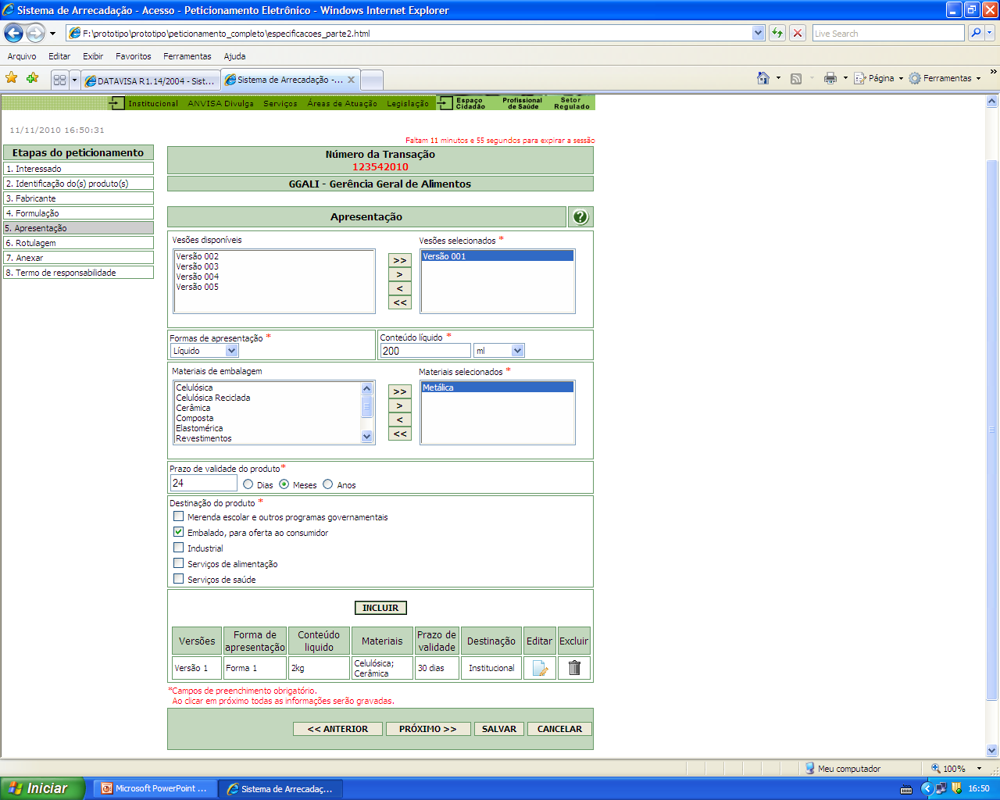 Sistema de Arrecadação - Acesso - Peticionamento Eletrônico - Windows Internet Explorer
F:\prototipo\prototipo\peticionamento_completo\especificacoes_parte2.html
Live Search
Arquivo Editar Exibir Favoritos Ferramentas Ajuda
DATAVISA R1.14/2004 - Sist...
Sistema de Arrecadação -...
Página
Ferramentas
Institucional ANVISA Divulga Serviços Áreas de Atuação Legislação
Espaço Cidadão
Profissional de Saúde
Setor Regulado
11/11/2010 16:50:31
Faltam 11 minutos e 55 segundos para expirar a sessão
Etapas do peticionamento
1. Interessado
2. Identificação do(s) produto(s)
3. Fabricante
4. Formulação
5. Apresentação
6. Rotulagem
7. Anexar
8. Termo de responsabilidade
Número da Transação
123542010
GGALI - Gerência Geral de Alimentos
Apresentação
?
Vesões disponíveis
Versão 002
Versão 003
Versão 004
Versão 005
>>
>
<
<<
Vesões selecionados *
Versão 001
Formas de apresentação *
Líquido
Conteúdo líquido *
200
ml
Materiais de embalagem
Celulósica
Celulósica Reciclada
Cerâmica
Composta
Elastomérica
Revestimentos
>>
>
<
<<
Materiais selecionados *
Metálica
Prazo de validade do produto*
24
Dias Meses Anos
Destinação do produto *
Merenda escolar e outros programas governamentais
Embalado, para oferta ao consumidor
Industrial
Serviços de alimentação
Serviços de saúde
INCLUIR
Versões
Forma de apresentação
Conteúdo liquido
Materiais
Prazo de validade
Destinação
Editar
Excluir
Versão 1
Forma 1
2kg
Celulósica; Cerâmica
30 dias
Institucional
*Campos de preenchimento obrigatório.
Ao clicar em próximo todas as informações serão gravadas.
<< ANTERIOR
PRÓXIMO >>
SALVAR
CANCELAR
Meu computador
100%
Iniciar
Microsoft PowerPoint ...
Sistema de Arrecadaç...
16:50